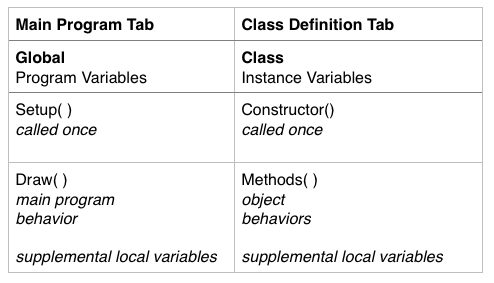 Main Program Tab
Class Definition Tab
Global
Program Variables
Class
Instance Variables
Setup( )
called once
Constructor()
called once
Draw( )
main program
behavior
supplemental local variables
Methods( )
object
behaviors
supplemental local variables